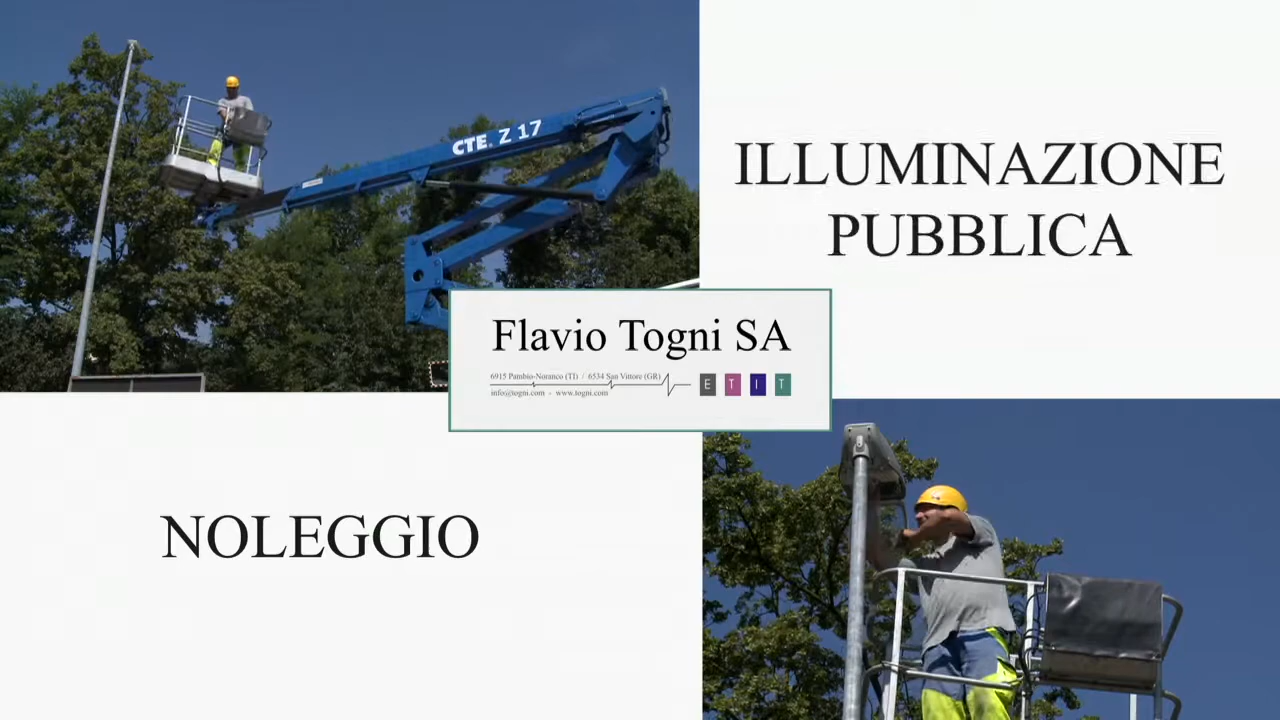 CTE. Z 17
ILLUMINAZIONE
PUBBLICA
Flavio Togni SA
6915 Pambio-Noranco (TI) / 6534 San Vittore (GR)
info@togni.com - www.togni.com
E T I T
NOLEGGIO